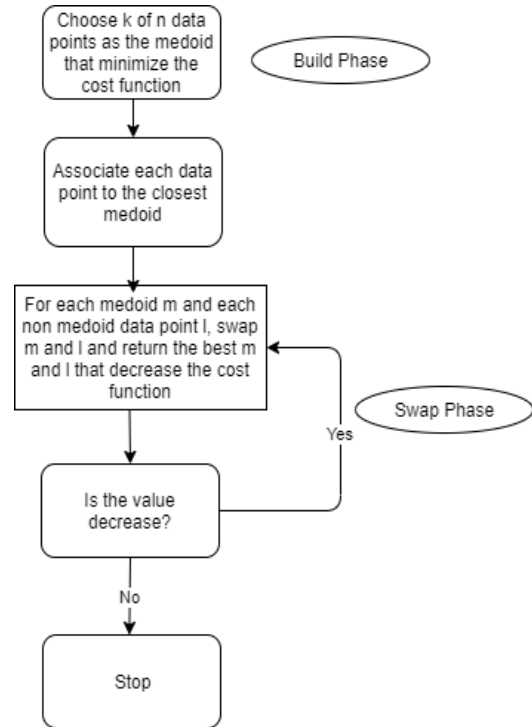 Choose k of n data
points as the medoid
that minimize the
cost function
Build Phase
Associate each data
point to the closest
medoid
For each medoid m and each
non medoid data point l, swap
m and l and return the best m
and l that decrease the cost
function
Swap Phase
Yes
Is the value
decrease?
No
Stop